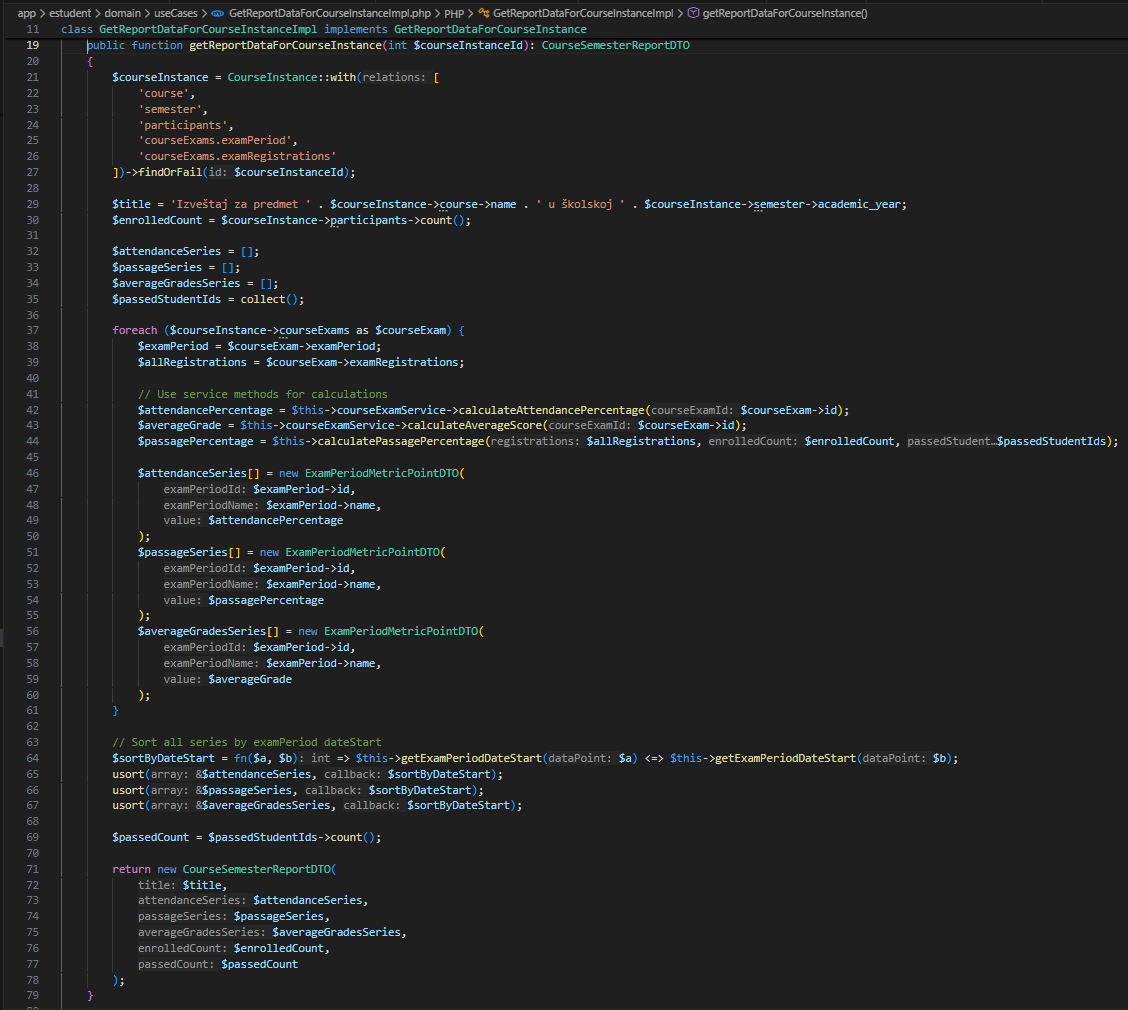 app > estudent > domain > useCases > GetReportDataForCourseInstanceImpl.php > PHP > GetReportDataForCourseInstanceImpl > getReportDataForCourseInstance()
11 class GetReportDataForCourseInstanceImpl implements GetReportDataForCourseInstance
19 public function getReportDataForCourseInstance(int $courseInstanceId): CourseSemesterReportDTO
20 {
21 $courseInstance = CourseInstance::with(relations: [
22 'course',
23 'semester',
24 'participants',
25 'courseExams.examPeriod',
26 'courseExams.examRegistrations'
27 ])->findOrFail(id: $courseInstanceId);
28
29 $title = 'Izveštaj za predmet ' . $courseInstance->course->name . ' u školskoj ' . $courseInstance->semester->academic_year;
30 $enrolledCount = $courseInstance->participants->count();
31
32 $attendanceSeries = [];
33 $passageSeries = [];
34 $averageGradesSeries = [];
35 $passedStudentIds = collect();
36
37 foreach ($courseInstance->courseExams as $courseExam) {
38 $examPeriod = $courseExam->examPeriod;
39 $allRegistrations = $courseExam->examRegistrations;
40
41 // Use service methods for calculations
42 $attendancePercentage = $this->courseExamService->calculateAttendancePercentage(courseExamId: $courseExam->id);
43 $averageGrade = $this->courseExamService->calculateAverageScore(courseExamId: $courseExam->id);
44 $passagePercentage = $this->calculatePassagePercentage(registrations: $allRegistrations, enrolledCount: $enrolledCount, passedStudent…$passedStudentIds);
45
46 $attendanceSeries[] = new ExamPeriodMetricPointDTO(
47 examPeriodId: $examPeriod->id,
48 examPeriodName: $examPeriod->name,
49 value: $attendancePercentage
50 );
51 $passageSeries[] = new ExamPeriodMetricPointDTO(
52 examPeriodId: $examPeriod->id,
53 examPeriodName: $examPeriod->name,
54 value: $passagePercentage
55 );
56 $averageGradesSeries[] = new ExamPeriodMetricPointDTO(
57 examPeriodId: $examPeriod->id,
58 examPeriodName: $examPeriod->name,
59 value: $averageGrade
60 );
61 }
62
63 // Sort all series by examPeriod dateStart
64 $sortByDateStart = fn($a, $b): int => $this->getExamPeriodDateStart(dataPoint: $a) <=> $this->getExamPeriodDateStart(dataPoint: $b);
65 usort(array: &$attendanceSeries, callback: $sortByDateStart);
66 usort(array: &$passageSeries, callback: $sortByDateStart);
67 usort(array: &$averageGradesSeries, callback: $sortByDateStart);
68
69 $passedCount = $passedStudentIds->count();
70
71 return new CourseSemesterReportDTO(
72 title: $title,
73 attendanceSeries: $attendanceSeries,
74 passageSeries: $passageSeries,
75 averageGradesSeries: $averageGradesSeries,
76 enrolledCount: $enrolledCount,
77 passedCount: $passedCount
78 );
79 }